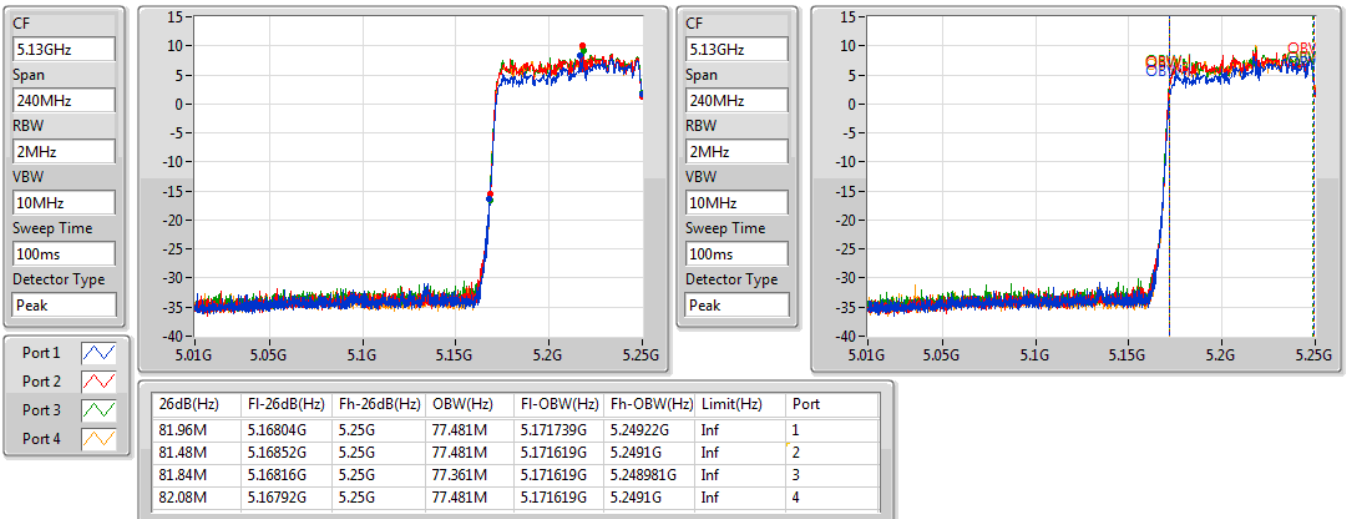 CF
5.13GHz
Span
240MHz
RBW
2MHz
VBW
10MHz
Sweep Time
100ms
Detector Type
Peak
15
10
5
0
-5
-10
-15
-20
-25
-30
-35
-40
5.01G 5.05G 5.1G 5.15G 5.2G 5.25G
CF
5.13GHz
Span
240MHz
RBW
2MHz
VBW
10MHz
Sweep Time
100ms
Detector Type
Peak
15
10
5
0
-5
-10
-15
-20
-25
-30
-35
-40
OBW
OBW
5.01G 5.05G 5.1G 5.15G 5.2G 5.25G
Port 1
Port 2
Port 3
Port 4
26dB(Hz) Fl-26dB(Hz) Fh-26dB(Hz) OBW(Hz) Fl-OBW(Hz) Fh-OBW(Hz) Limit(Hz) Port
81.96M 5.16804G 5.25G 77.481M 5.171739G 5.24922G Inf 1
81.48M 5.16852G 5.25G 77.481M 5.171619G 5.2491G Inf 2
81.84M 5.16816G 5.25G 77.361M 5.171619G 5.248981G Inf 3
82.08M 5.16792G 5.25G 77.481M 5.171619G 5.2491G Inf 4